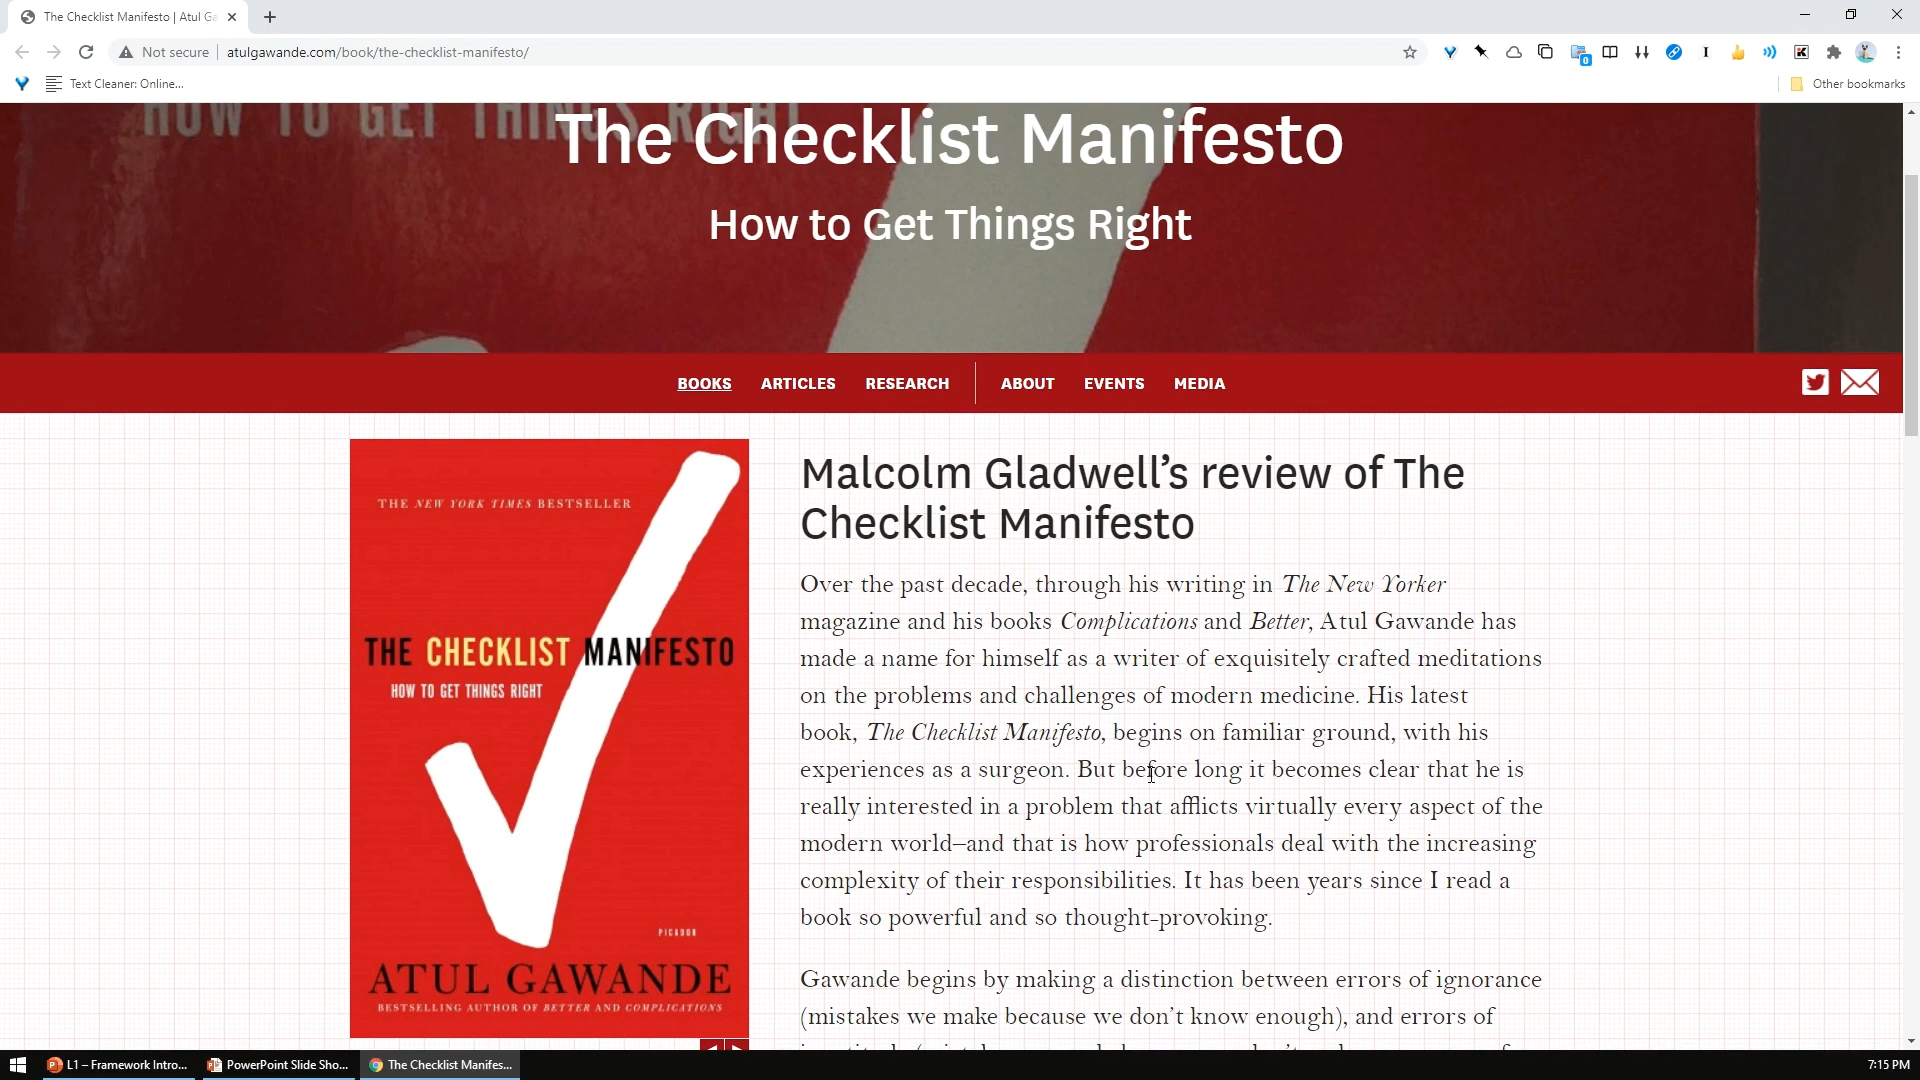 The Checklist Manifesto | Atul Ga
Not secure
atulgawande.com/book/the-checklist-manifesto/
0
Text Cleaner: Online...
Other bookmarks
HOW TO GET THINGS RIGHT
The Checklist Manifesto
How to Get Things Right
BOOKS ARTICLES RESEARCH ABOUT EVENTS MEDIA
THE NEW YORK TIMES BESTSELLER
THE CHECKLIST MANIFESTO
HOW TO GET THINGS RIGHT
PICADOR
ATUL GAWANDE
BESTSELLING AUTHOR OF BETTER AND COMPLICATIONS
Malcolm Gladwell’s review of The
Checklist Manifesto
Over the past decade, through his writing in The New Yorker
magazine and his books Complications and Better, Atul Gawande has
made a name for himself as a writer of exquisitely crafted meditations
on the problems and challenges of modern medicine. His latest
book, The Checklist Manifesto, begins on familiar ground, with his
experiences as a surgeon. But before long it becomes clear that he is
really interested in a problem that afflicts virtually every aspect of the
modern world–and that is how professionals deal with the increasing
complexity of their responsibilities. It has been years since I read a
book so powerful and so thought-provoking.
Gawande begins by making a distinction between errors of ignorance
(mistakes we make because we don’t know enough), and errors of
L1 – Framework Intro...
PowerPoint Slide Sho...
The Checklist Manifes...
7:15 PM